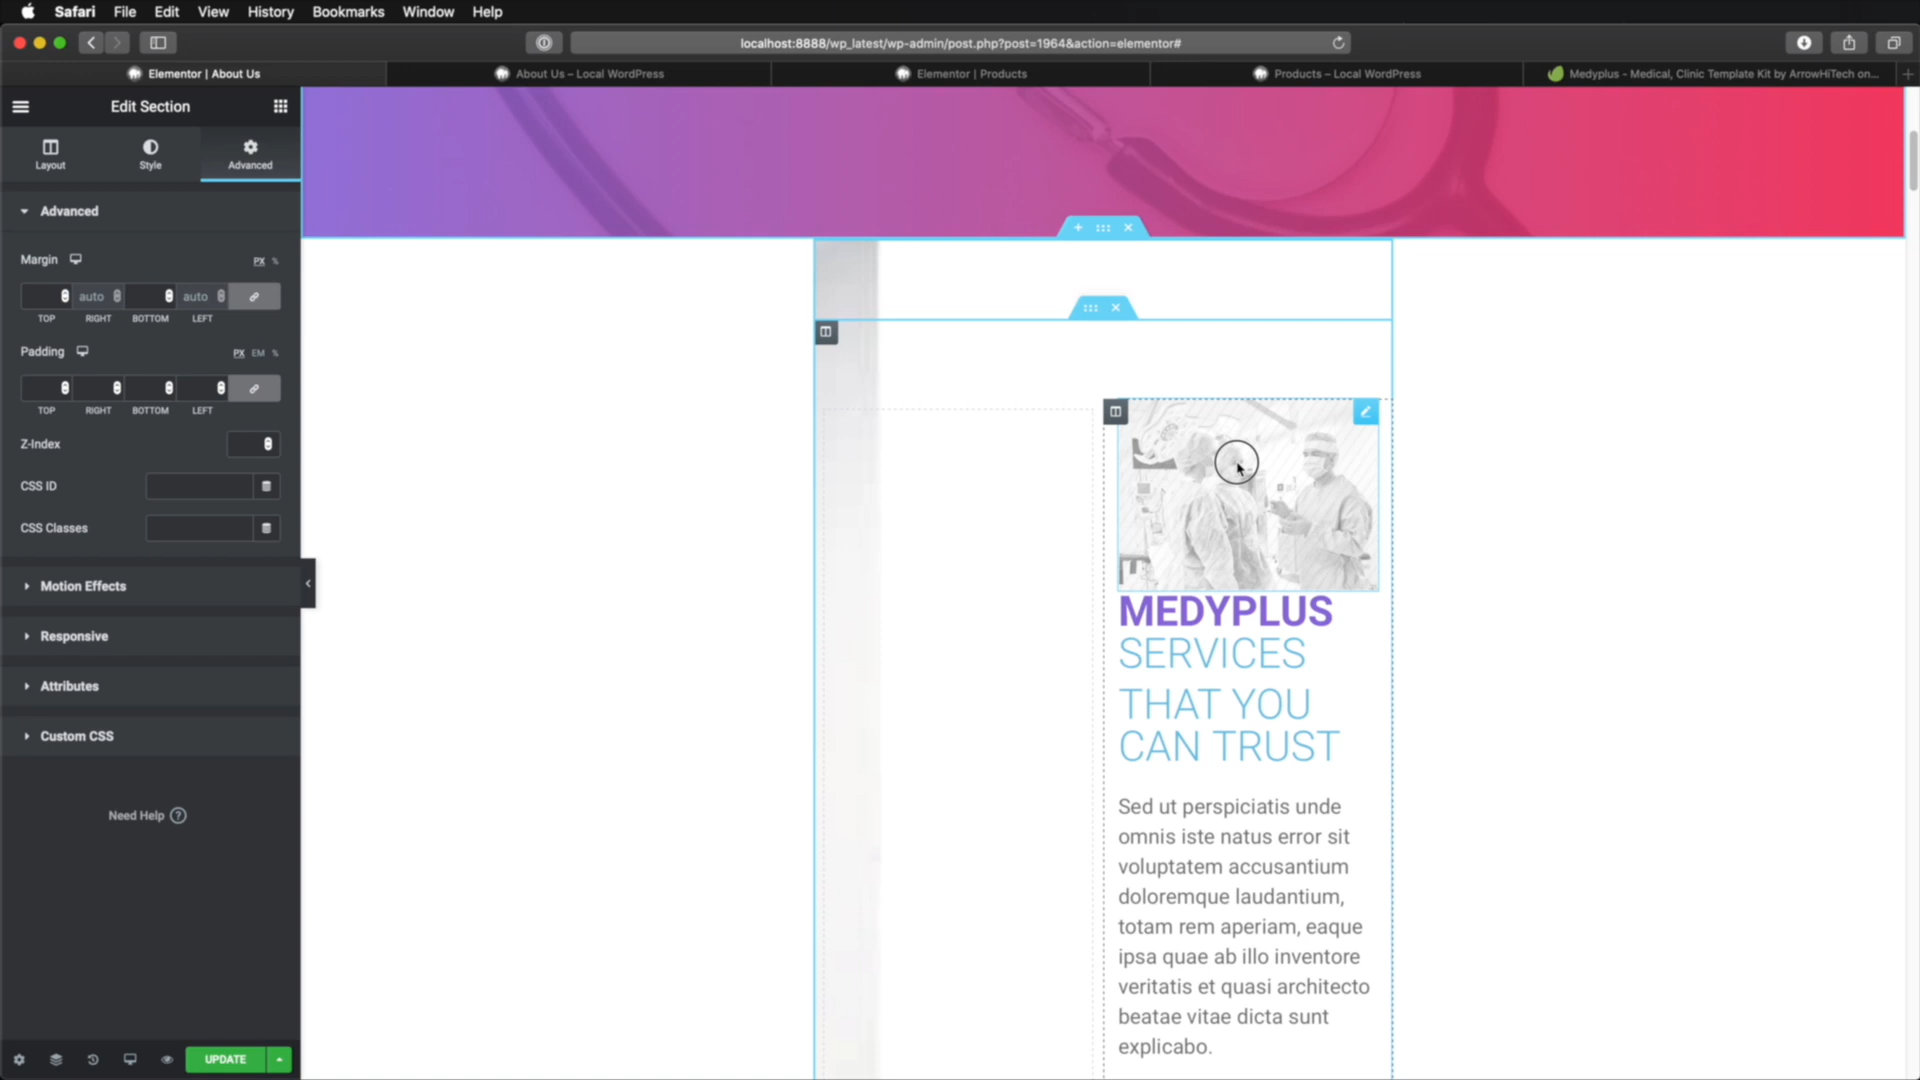 Safari File Edit View History Bookmarks Window Help
localhost:8888/wp_latest/wp-admin/post.php?post=1964&action=elementor#
Elementor | About Us
About Us – Local WordPress
Elementor | Products
Products – Local WordPress
Medyplus - Medical, Clinic Template Kit by ArrowHiTech on...
Edit Section
Layout
Style
Advanced
Advanced
Margin
PX %
auto auto
TOP RIGHT BOTTOM LEFT
Padding
PX EM %
TOP RIGHT BOTTOM LEFT
Z-Index
CSS ID
CSS Classes
Motion Effects
Responsive
Attributes
Custom CSS
Need Help ?
UPDATE
MEDYPLUS
SERVICES
THAT YOU
CAN TRUST
Sed ut perspiciatis unde
omnis iste natus error sit
voluptatem accusantium
doloremque laudantium,
totam rem aperiam, eaque
ipsa quae ab illo inventore
veritatis et quasi architecto
beatae vitae dicta sunt
explicabo.